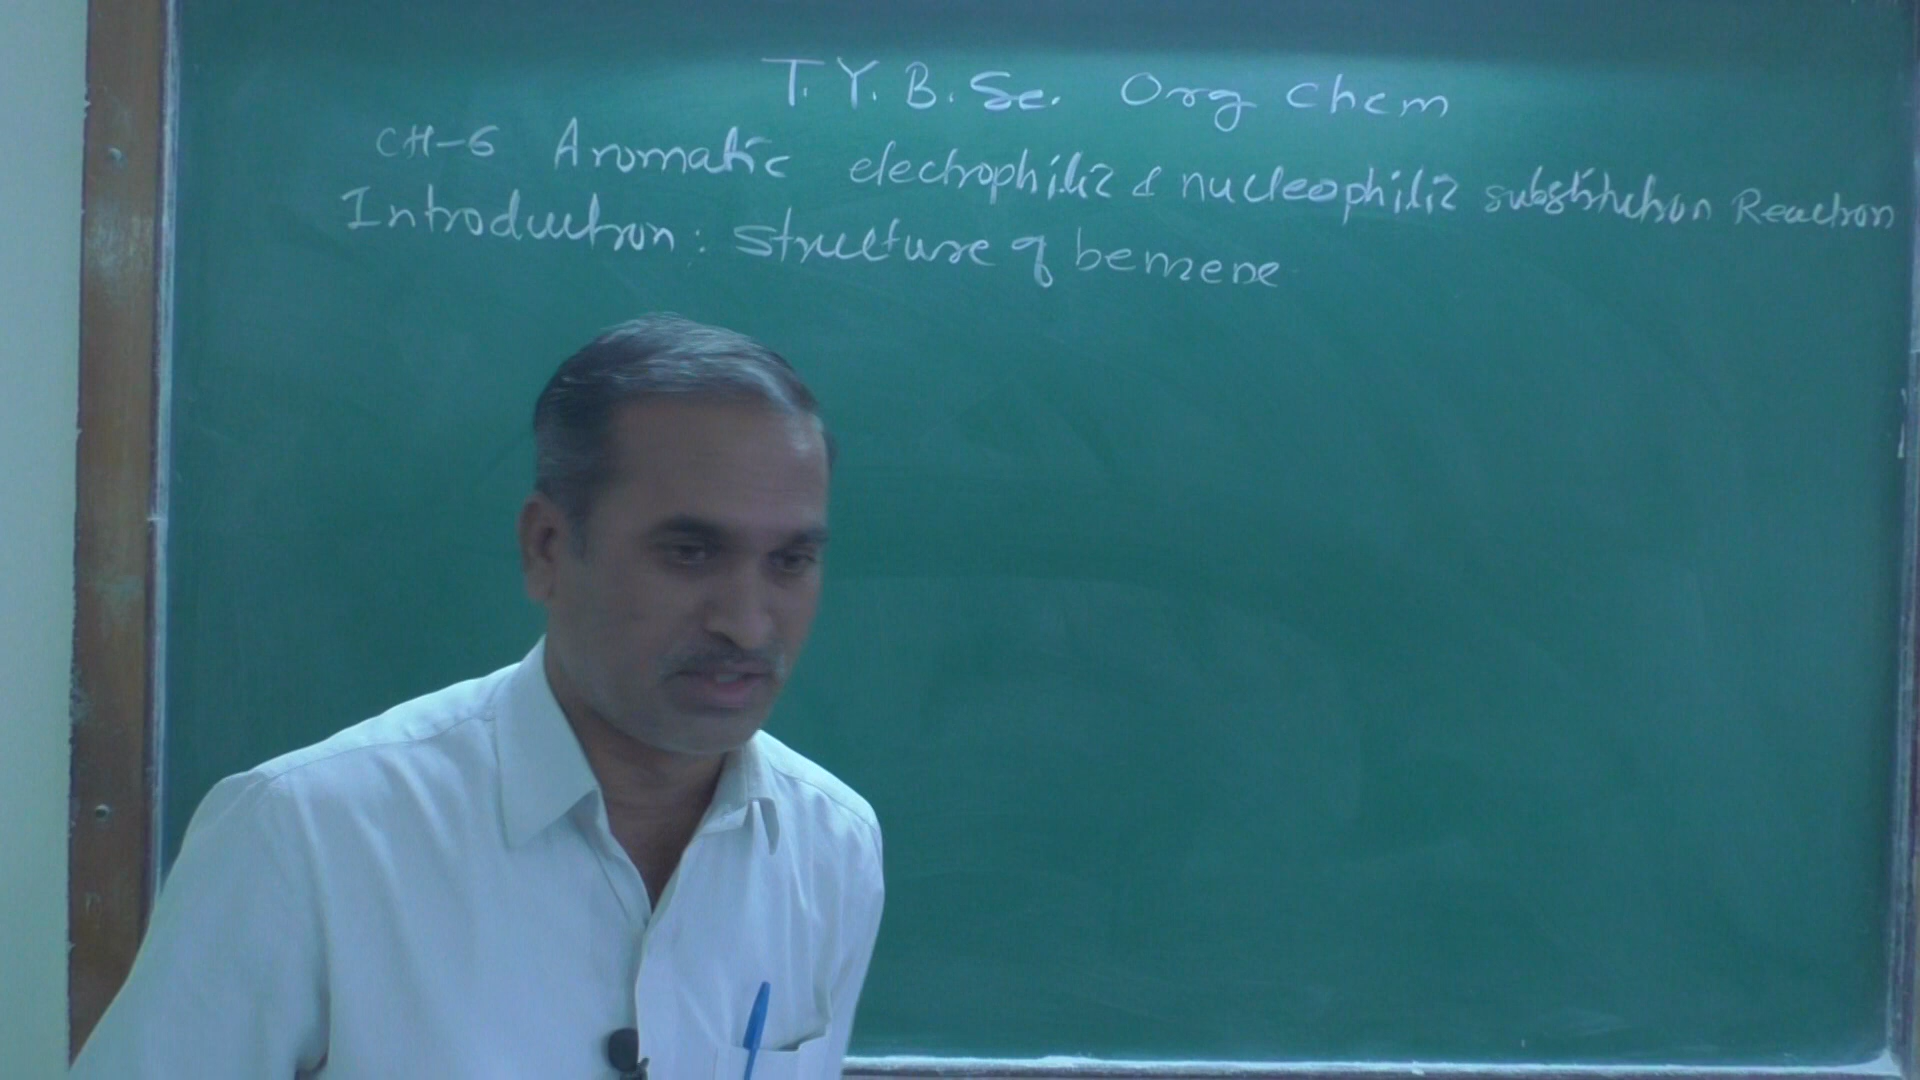 T.Y. B.Sc. Org chem
CH-6 Aromatic electrophilic & nucleophilic substitution Reaction
Introduction: structure of benzene